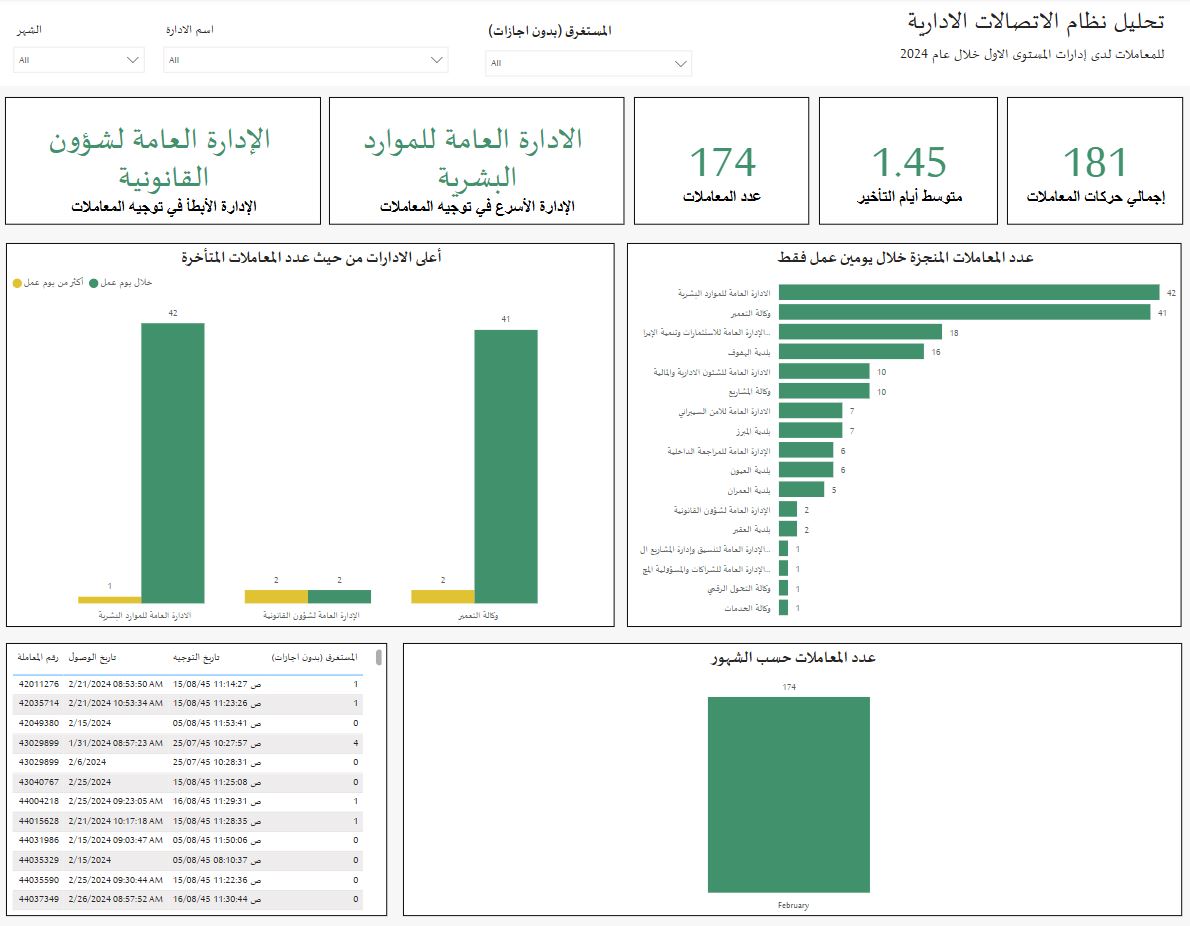 تحليل نظام الاتصالات الادارية
للمعاملات لدى إدارات المستوى الاول خلال عام 2024
المستغرق (بدون اجازات)
All
اسم الادارة
All
الشهر
All
181
إجمالي حركات المعاملات
1.45
متوسط أيام التأخير
174
عدد المعاملات
الادارة العامة للموارد
البشرية
الإدارة الأسرع في توجيه المعاملات
الإدارة العامة لشؤون
القانونية
الإدارة الأبطأ في توجيه المعاملات
عدد المعاملات المنجزة خلال يومين عمل فقط
الادارة العامة للموارد البشرية 42
وكالة التعمير 41
الإدارة العامة للاستثمارات وتنمية الإيرا... 18
بلدية الهفوف 16
الادارة العامة للشئون الادارية والمالية 10
وكالة المشاريع 10
الادارة العامة للامن السيبراني 7
بلدية المبرز 7
الإدارة العامة للمراجعة الداخلية 6
بلدية العيون 6
بلدية العمران 5
الإدارة العامة لشؤون القانونية 2
بلدية العقير 2
الإدارة العامة لتنسيق وإدارة المشاريع ال... 1
الإدارة العامة للشراكات والمسؤولية المج... 1
وكالة التحول الرقمي 1
وكالة الخدمات 1
أعلى الادارات من حيث عدد المعاملات المتأخرة
خلال يوم عمل أكثر من يوم عمل
42
41
1
2
2
2
الادارة العامة للموارد البشرية
الإدارة العامة لشؤون القانونية
وكالة التعمير
عدد المعاملات حسب الشهور
174
February
رقم المعاملة تاريخ الوصول تاريخ التوجيه المستغرق (بدون اجازات)
42011276 2/21/2024 08:53:50 AM 15/08/45 11:14:27 ص 1
42035714 2/21/2024 10:53:34 AM 15/08/45 11:23:26 ص 1
42049380 2/15/2024 05/08/45 11:53:41 ص 0
43029899 1/31/2024 08:57:23 AM 25/07/45 10:27:57 ص 4
43029899 2/6/2024 25/07/45 10:28:31 ص 0
43040767 2/25/2024 15/08/45 11:25:08 ص 0
44004218 2/25/2024 09:23:05 AM 16/08/45 11:29:31 ص 1
44015628 2/21/2024 10:17:18 AM 15/08/45 11:28:35 ص 1
44031986 2/15/2024 09:03:47 AM 05/08/45 11:50:06 ص 0
44035329 2/15/2024 05/08/45 08:10:37 ص 0
44035590 2/25/2024 09:30:44 AM 15/08/45 11:22:36 ص 0
44037349 2/26/2024 08:57:52 AM 16/08/45 11:30:44 ص 0